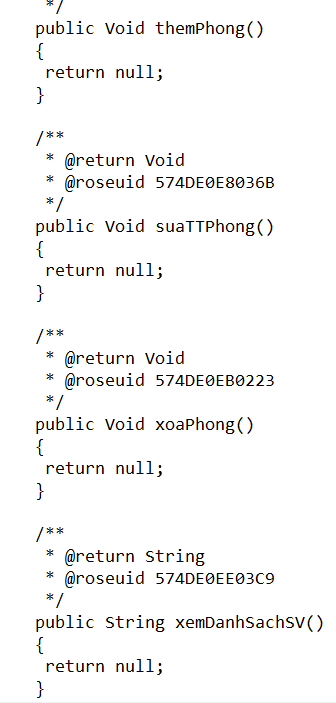 */
public Void themPhong()
{
return null;
}
/**
* @return Void
* @roseuid 574DE0E8036B
*/
public Void suaTTPhong()
{
return null;
}
/**
* @return Void
* @roseuid 574DE0EB0223
*/
public Void xoaPhong()
{
return null;
}
/**
* @return String
* @roseuid 574DE0EE03C9
*/
public String xemDanhSachSV()
{
return null;
}